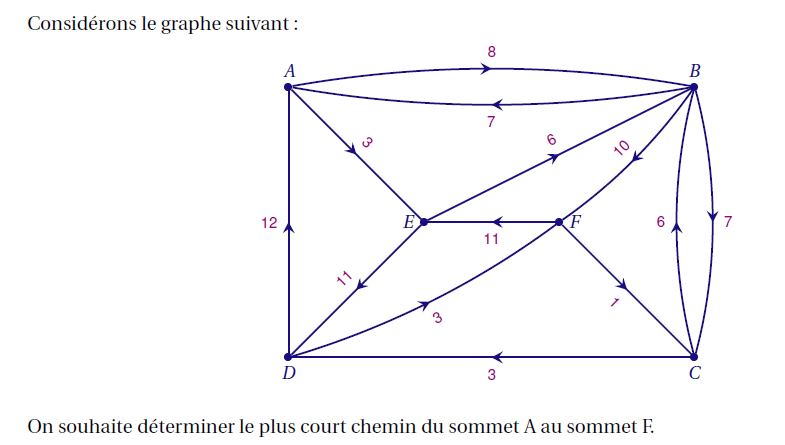 Considérons le graphe suivant :
8
A
B
7
3
6
10
12
E
F
6
7
11
11
1
3
D
3
C
On souhaite déterminer le plus court chemin du sommet A au sommet F.